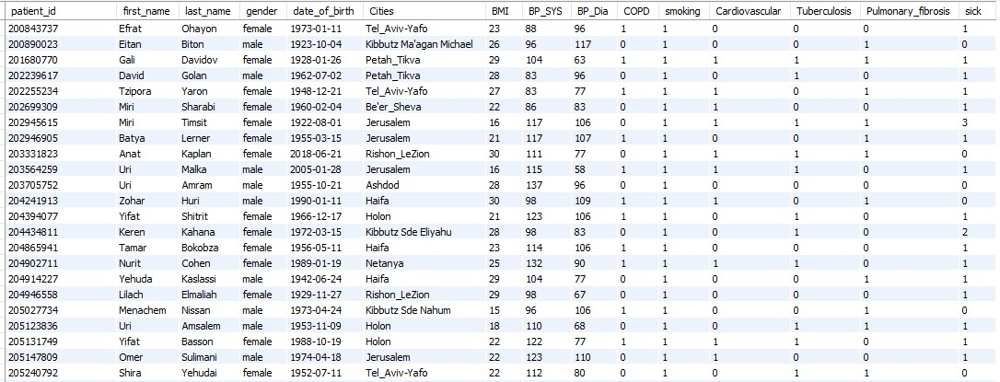 patient_id first_name last_name gender date_of_birth Cities BMI BP_SYS BP_Dia COPD smoking Cardiovascular Tuberculosis Pulmonary_fibrosis sick
200843737 Efrat Ohayon female 1973-01-11 Tel_Aviv-Yafo 23 88 96 1 1 0 0 0 1
200890023 Eitan Biton male 1923-10-04 Kibbutz Ma'agan Michael 26 96 117 0 1 0 0 1 0
201680770 Gali Davidov female 1928-01-26 Petah_Tikva 29 104 63 1 1 1 1 1 1
202239617 David Golan male 1962-07-02 Petah_Tikva 28 83 96 0 1 0 1 0 1
202255234 Tzipora Yaron female 1948-12-21 Tel_Aviv-Yafo 27 83 77 1 1 1 0 1 1
202699309 Miri Sharabi female 1960-02-04 Be'er_Sheva 22 86 83 0 1 1 0 0 1
202945615 Miri Timsit female 1922-08-01 Jerusalem 16 117 106 0 1 1 1 1 3
202946905 Batya Lerner female 1955-03-15 Jerusalem 21 117 107 1 1 0 0 1 1
203331823 Anat Kaplan female 2018-06-21 Rishon_LeZion 30 111 77 0 1 1 1 1 0
203564259 Uri Malka male 2005-01-28 Jerusalem 16 115 58 1 1 1 1 0 1
203705752 Uri Amram male 1955-10-21 Ashdod 28 137 96 0 1 0 0 0 0
204241913 Zohar Huri male 1990-01-11 Haifa 30 98 109 1 1 1 0 1 0
204394077 Yifat Shitrit female 1966-12-17 Holon 21 123 106 1 1 0 1 0 1
204434811 Keren Kahana female 1972-03-15 Kibbutz Sde Eliyahu 28 98 83 0 1 0 1 0 2
204865941 Tamar Bokobza female 1956-05-11 Haifa 23 114 106 1 1 0 0 0 1
204902711 Nurit Cohen female 1989-01-19 Netanya 25 132 90 1 1 1 1 0 1
204914227 Yehuda Kaslassi male 1942-06-24 Haifa 29 104 77 0 1 0 0 1 0
204946558 Lilach Elmaliah female 1929-11-27 Rishon_LeZion 29 98 67 0 1 0 0 0 1
205027734 Menachem Nissan male 1973-04-24 Kibbutz Sde Nahum 15 96 106 0 1 0 0 1 0
205123836 Uri Amsalem male 1953-11-09 Holon 18 110 68 0 1 0 1 1 1
205131749 Yifat Basson female 1988-10-19 Holon 22 122 77 1 1 1 1 0 1
205147809 Omer Sulimani male 1974-04-18 Jerusalem 22 123 110 0 1 0 1 0 1
205240792 Shira Yehudai female 1952-07-11 Tel_Aviv-Yafo 22 112 80 0 1 0 1 1 0